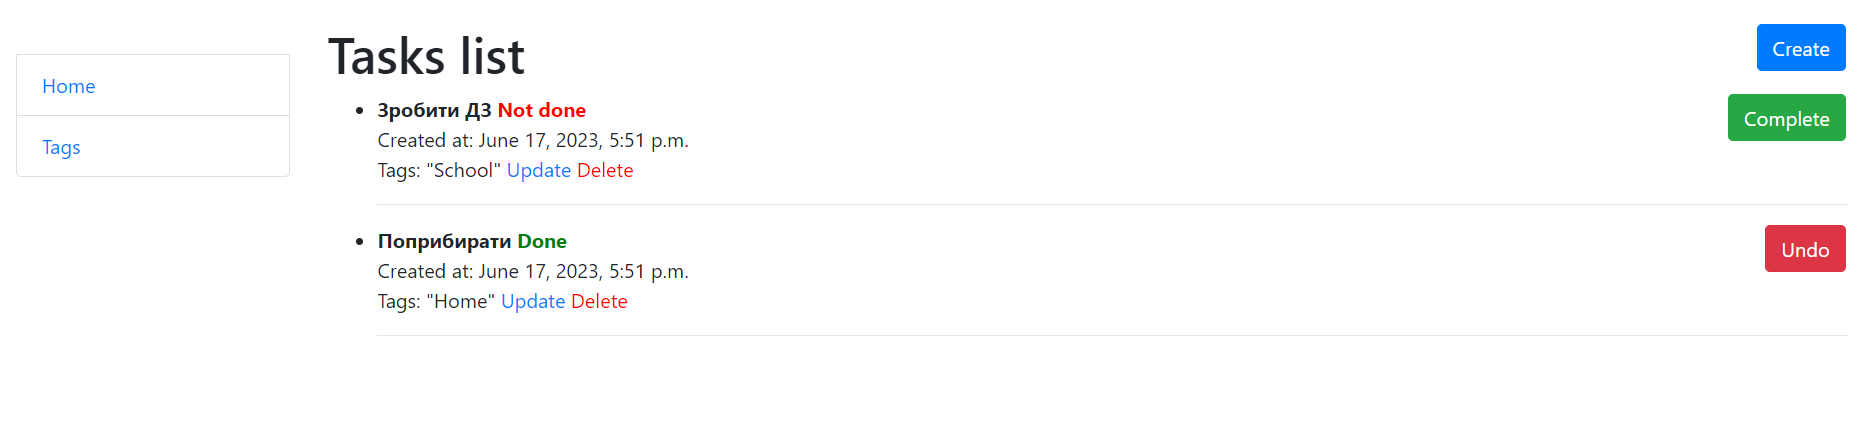 Home
Tags
Tasks list
Create
Зробити ДЗ Not done
Complete
Created at: June 17, 2023, 5:51 p.m.
Tags: "School" Update Delete
Поприбирати Done
Undo
Created at: June 17, 2023, 5:51 p.m.
Tags: "Home" Update Delete